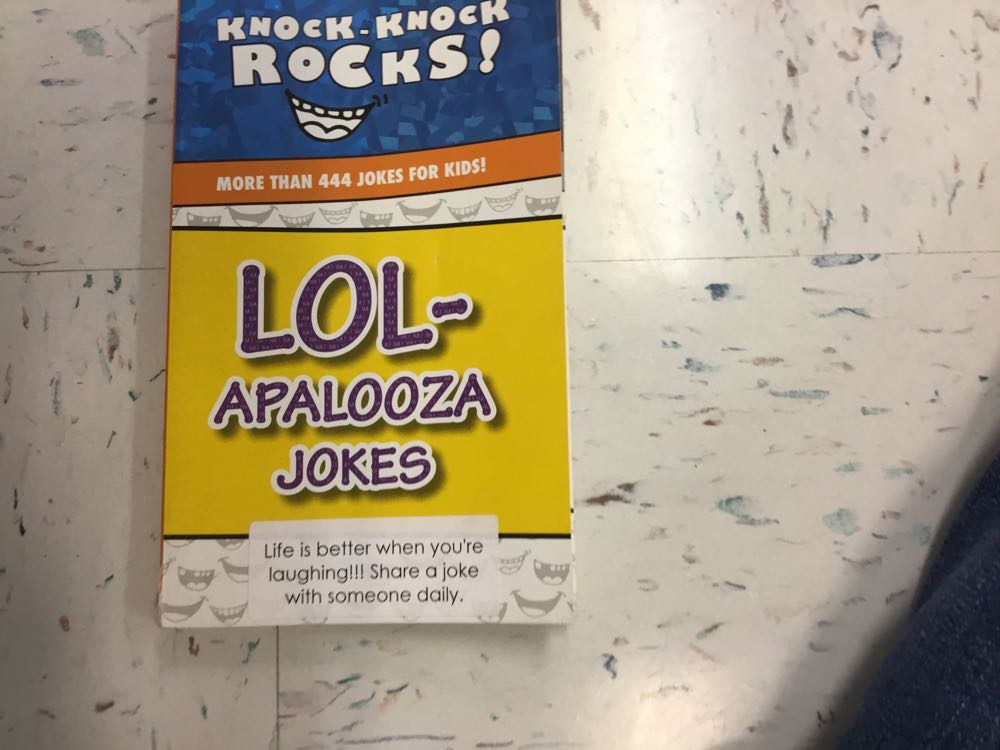 KNOCK-KNOCK
ROCKS!
MORE THAN 444 JOKES FOR KIDS!
LOL-
APALOOZA
JOKES
Life is better when you're
laughing!!! Share a joke
with someone daily.